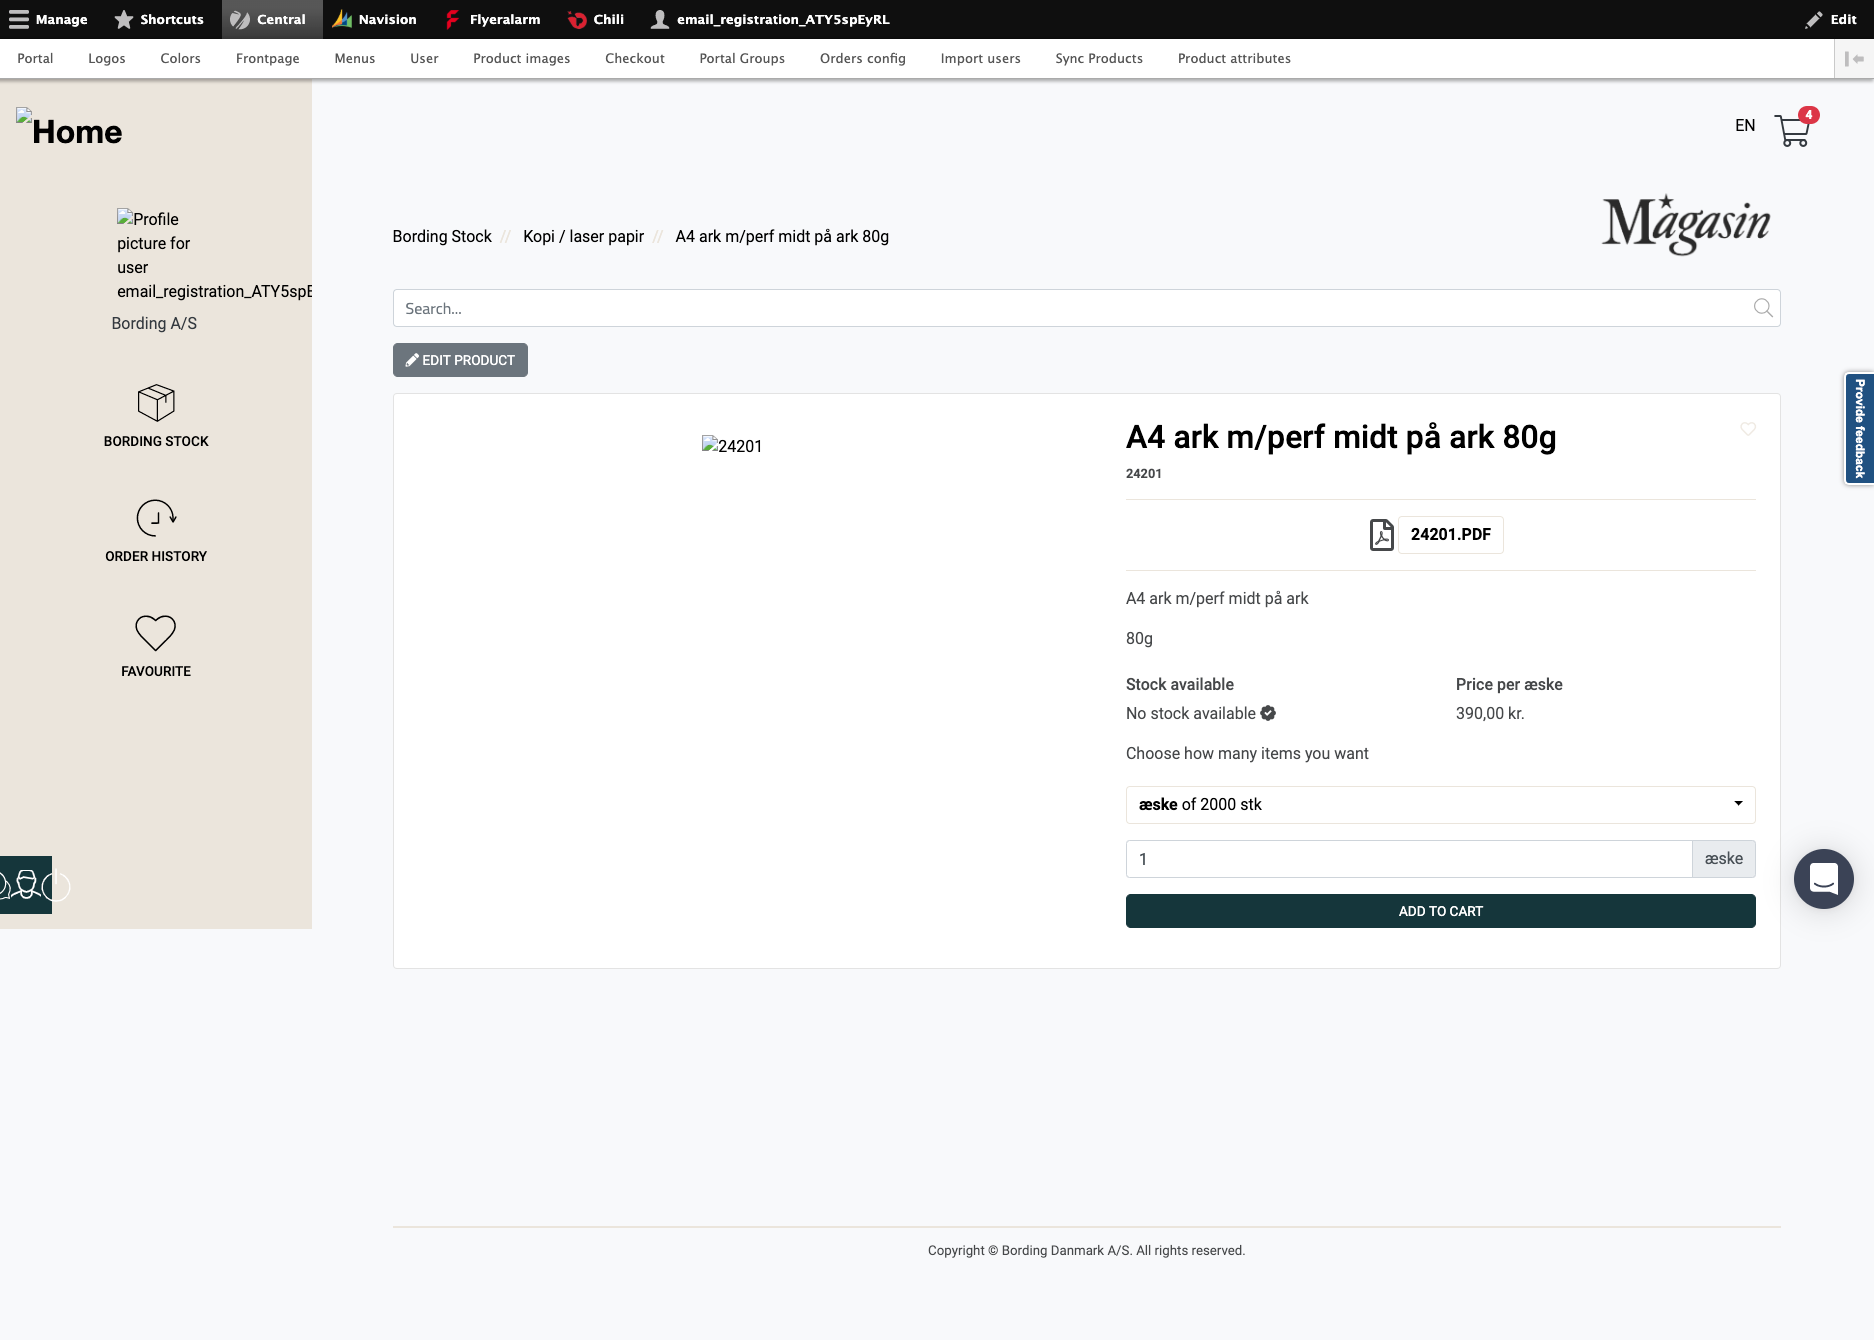 Manage Shortcuts Central Navision Flyeralarm Chili email_registration_ATY5spEyRL Edit
Portal Logos Colors Frontpage Menus User Product images Checkout Portal Groups Orders config Import users Sync Products Product attributes
Home
EN
4
Profile
picture for
user
email_registration_ATY5spE
Bording A/S
BORDING STOCK
ORDER HISTORY
FAVOURITE
Bording Stock // Kopi / laser papir // A4 ark m/perf midt på ark 80g
Magasin
Search...
EDIT PRODUCT
24201
A4 ark m/perf midt på ark 80g
24201
24201.PDF
A4 ark m/perf midt på ark
80g
Stock available Price per æske
No stock available 390,00 kr.
Choose how many items you want
æske of 2000 stk
1 æske
ADD TO CART
Provide feedback
Copyright © Bording Danmark A/S. All rights reserved.